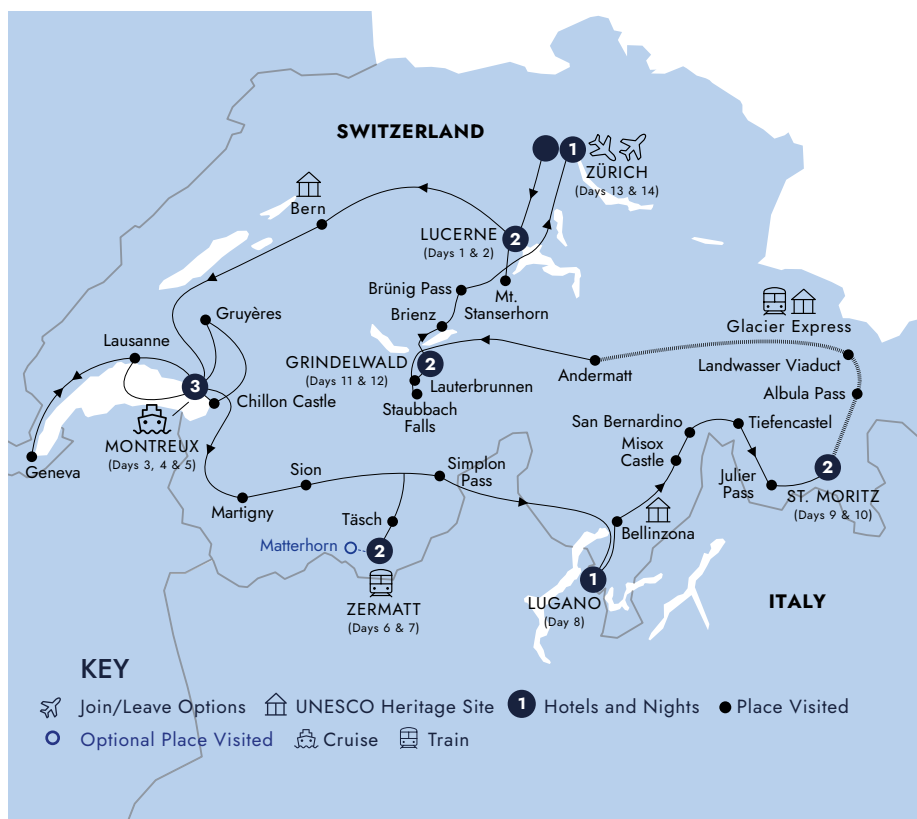 SWITZERLAND
1
ZÜRICH
(Days 13 & 14)
Bern
LUCERNE
(Days 1 & 2)
2
Brünig Pass
Mt.
Stanserhorn
Brienz
Gruyères
Lausanne
GRINDELWALD
(Days 11 & 12)
2
Lauterbrunnen
Staubbach
Falls
Glacier Express
Landwasser Viaduct
Andermatt
Albula Pass
3
Chillon Castle
MONTREUX
(Days 3, 4 & 5)
Geneva
San Bernardino
Tiefencastel
Misox
Castle
Simplon
Pass
Sion
Martigny
Julier
Pass
2
ST. MORITZ
(Days 9 & 10)
Täsch
Bellinzona
Matterhorn
2
ZERMATT
(Days 6 & 7)
1
LUGANO
(Day 8)
ITALY
KEY
Join/Leave Options
UNESCO Heritage Site
1
Hotels and Nights
Place Visited
Optional Place Visited
Cruise
Train